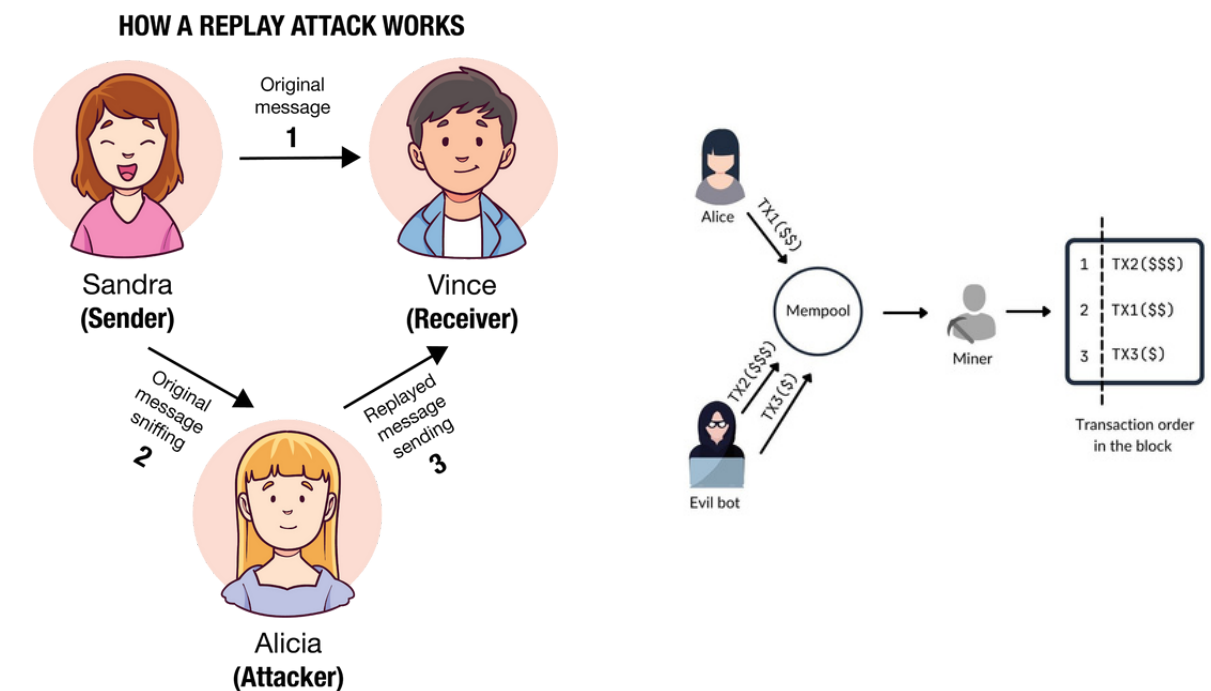 HOW A REPLAY ATTACK WORKS
Original
message
1
Sandra
(Sender)
Vince
(Receiver)
Original
message
sniffing
2
Replayed
message
sending
3
Alicia
(Attacker)
Alice
TX1($$)
Mempool
TX2($$$)
TX3($)
Evil bot
Miner
1 TX2($$$)
2 TX1($$)
3 TX3($)
Transaction order
in the block